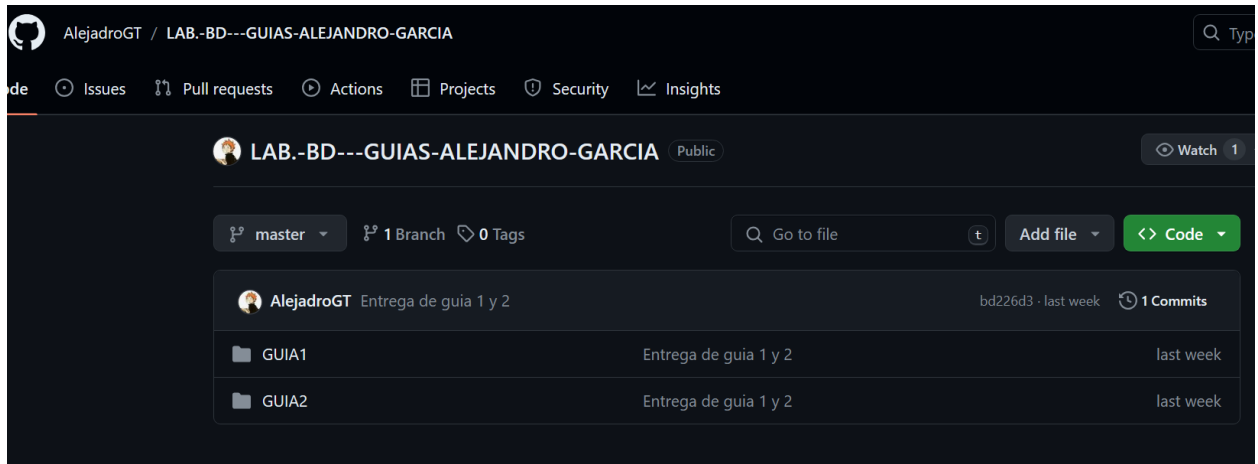 AlejadroGT / LAB.-BD---GUIAS-ALEJANDRO-GARCIA
Issues Pull requests Actions Projects Security Insights
LAB.-BD---GUIAS-ALEJANDRO-GARCIA Public Watch 1
master 1 Branch 0 Tags Go to file t Add file Code
AlejadroGT Entrega de guia 1 y 2 bd226d3 · last week 1 Commits
GUIA1 Entrega de guia 1 y 2 last week
GUIA2 Entrega de guia 1 y 2 last week